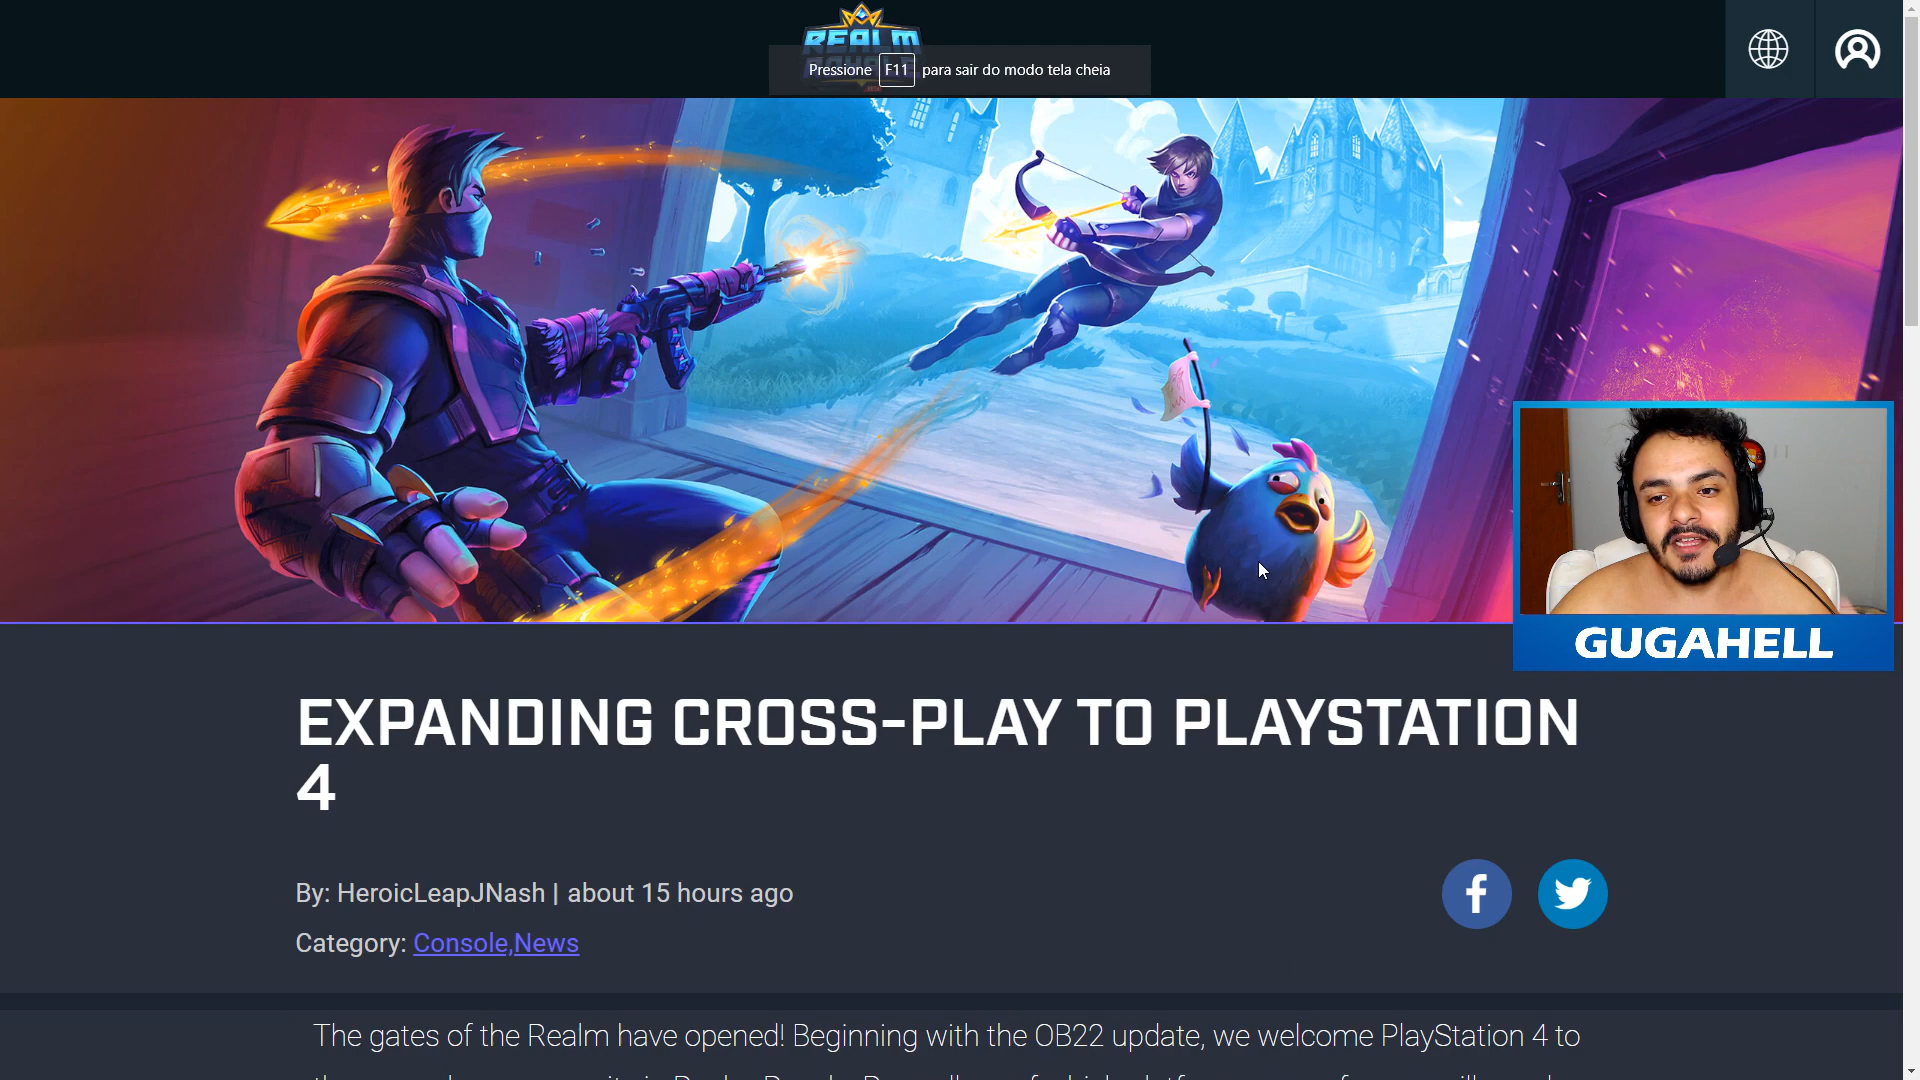 REALM
Pressione F11 para sair do modo tela cheia
GUGAHELL
EXPANDING CROSS-PLAY TO PLAYSTATION
4
By: HeroicLeapJNash | about 15 hours ago
Category: Console,News
The gates of the Realm have opened! Beginning with the OB22 update, we welcome PlayStation 4 to